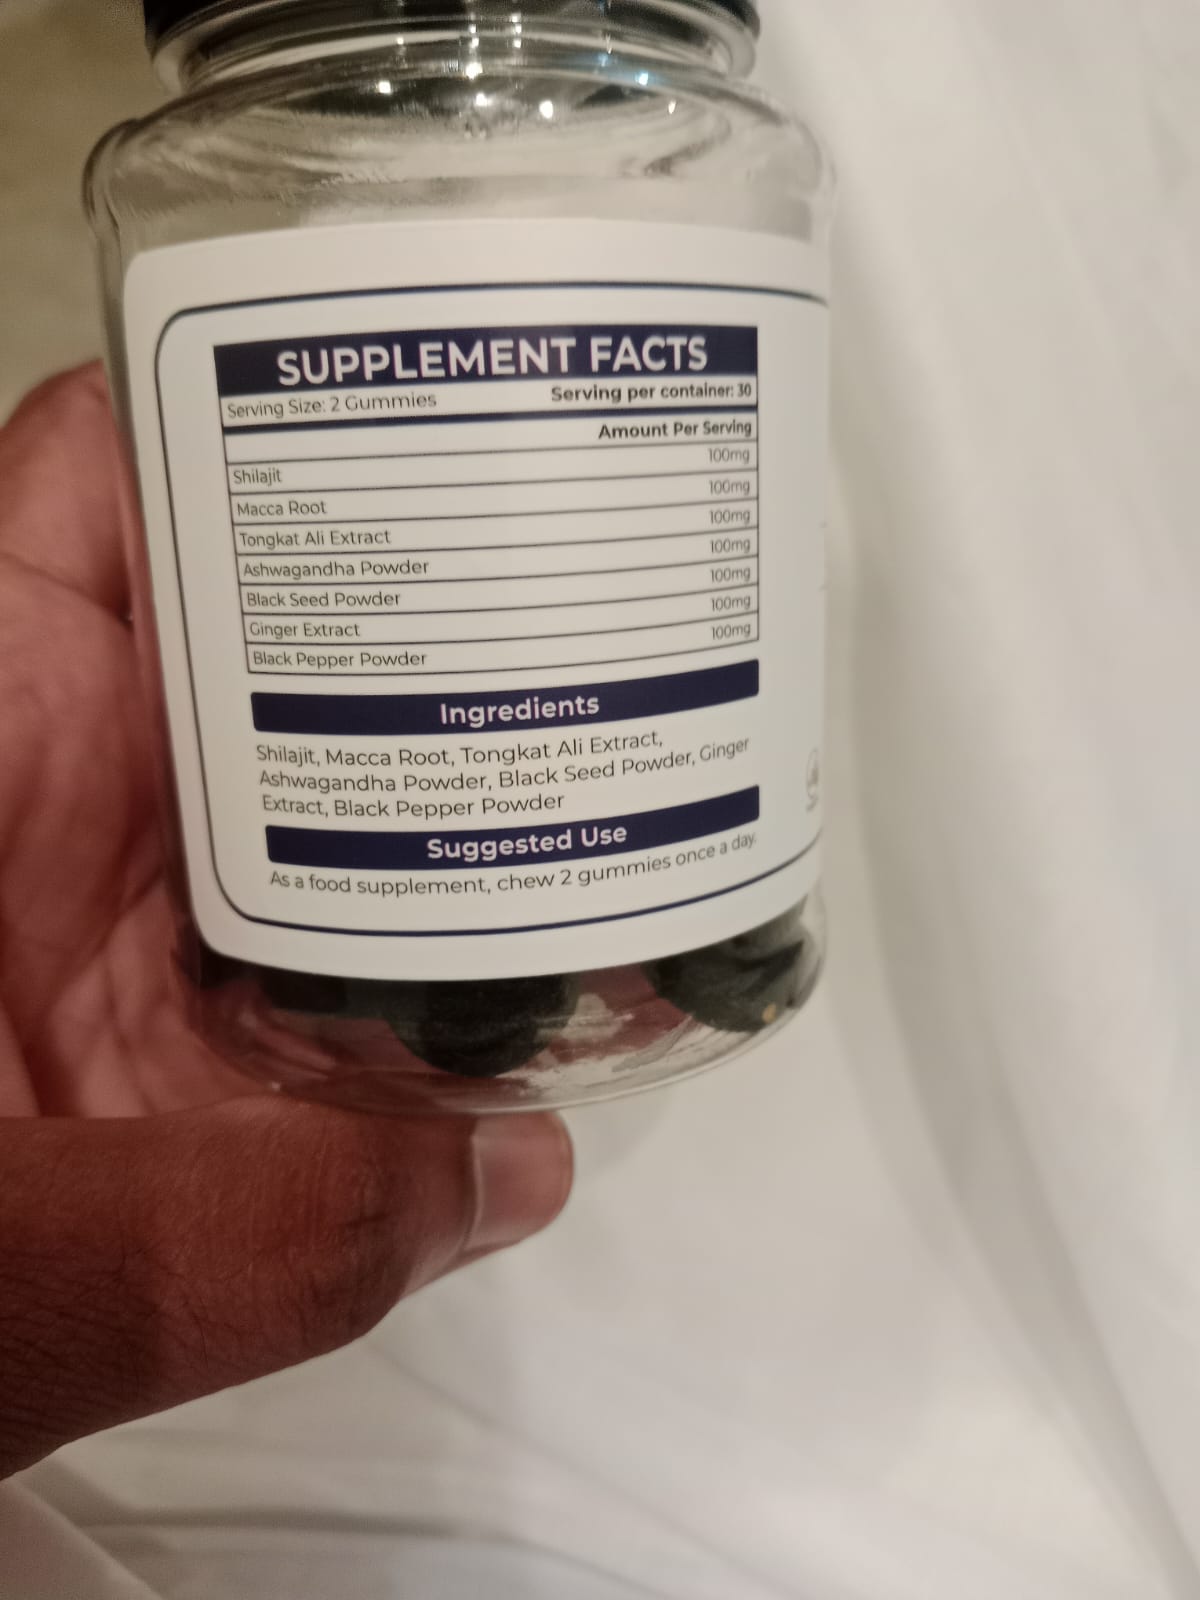 SUPPLEMENT FACTS
Serving Size: 2 Gummies Serving per container: 30
Amount Per Serving
Shilajit 100mg
Macca Root 100mg
Tongkat Ali Extract 100mg
Ashwagandha Powder 100mg
Black Seed Powder 100mg
Ginger Extract 100mg
Black Pepper Powder 100mg
Ingredients
Shilajit, Macca Root, Tongkat Ali Extract,
Ashwagandha Powder, Black Seed Powder, Ginger
Extract, Black Pepper Powder
Suggested Use
As a food supplement, chew 2 gummies once a day.